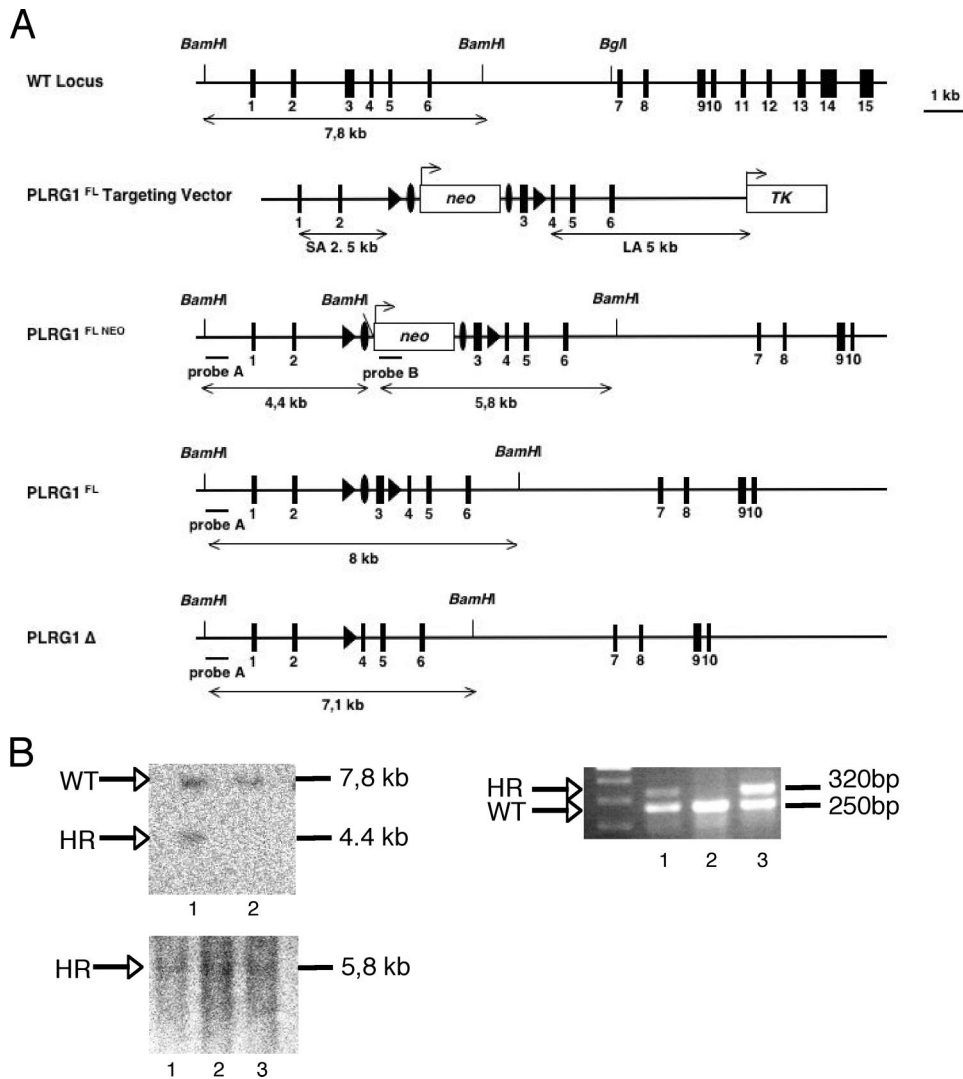 A
BamHI BamHI BglI
WT Locus
1 2 3 4 5 6 7 8 9 10 11 12 13 14 15
1 kb
7,8 kb
PLRG1 FL Targeting Vector
neo TK
1 2 3 4 5 6
SA 2. 5 kb LA 5 kb
BamHI BamHI BamHI
PLRG1 FL NEO
neo
1 2 3 4 5 6 7 8 9 10
probe A probe B
4,4 kb 5,8 kb
BamHI BamHI
PLRG1 FL
1 2 3 4 5 6 7 8 9 10
probe A
8 kb
BamHI BamHI
PLRG1 Δ
1 2 4 5 6 7 8 9 10
probe A
7,1 kb
B
WT 7,8 kb
HR 4.4 kb
1 2
HR 320bp
WT 250bp
1 2 3
HR 5,8 kb
1 2 3